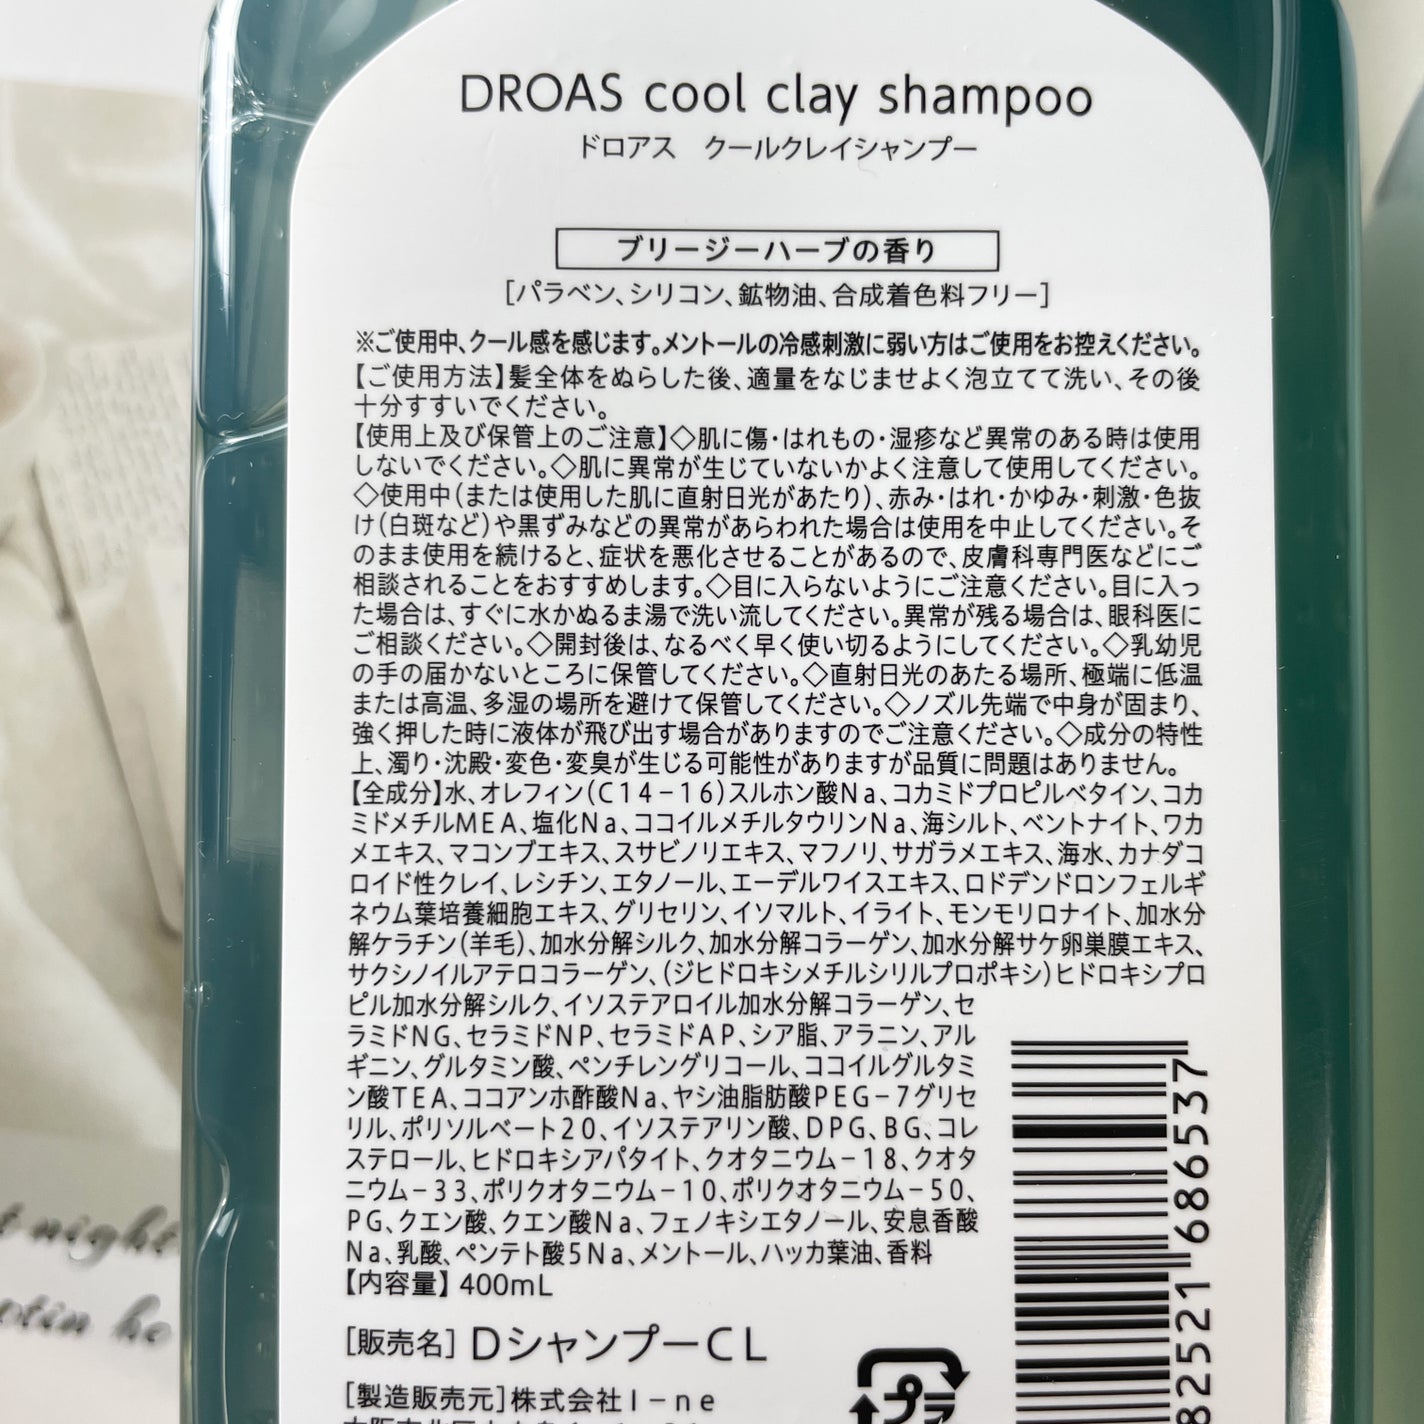 DROAS cool clay shampoo
ドロアス クールクレイシャンプー
ブリージーハーブの香り
[パラベン、シリコン、鉱物油、合成着色料フリー]
※ご使用中、クール感を感じます。メントールの冷感刺激に弱い方はご使用をお控えください。
【ご使用方法】髪全体をぬらした後、適量をなじませよく泡立てて洗い、その後
十分すすいでください。
【使用上及び保管上のご注意】◇肌に傷・はれもの・湿疹など異常のある時は使用
しないでください。◇肌に異常が生じていないかよく注意して使用してください。
◇使用中(または使用した肌に直射日光があたり)、赤み・はれ・かゆみ・刺激・色抜
け(白斑など)や黒ずみなどの異常があらわれた場合は使用を中止してください。そ
のまま使用を続けると、症状を悪化させることがあるので、皮膚科専門医などにご
相談されることをおすすめします。◇目に入らないようにご注意ください。目に入っ
た場合は、すぐに水かぬるま湯で洗い流してください。異常が残る場合は、眼科医に
ご相談ください。◇開封後は、なるべく早く使い切るようにしてください。◇乳幼児
の手の届かないところに保管してください。◇直射日光のあたる場所、極端に低温
または高温、多湿の場所を避けて保管してください。◇ノズル先端で中身が固まり、
強く押した時に液体が飛び出す場合がありますのでご注意ください。◇成分の特性
上、濁り・沈殿・変色・変臭が生じる可能性がありますが品質に問題はありません。
【全成分】水、オレフィン(C14-16)スルホン酸Na、コカミドプロピルベタイン、コカ
ミドメチルMEA、塩化Na、ココイルメチルタウリンNa、海シルト、ベントナイト、ワカ
メエキス、マコンブエキス、スサビノリエキス、マフノリ、サガラメエキス、海水、カナダコ
ロイド性クレイ、レシチン、エタノール、エーデルワイスエキス、ロドデンドロンフェルギ
ネウム葉培養細胞エキス、グリセリン、イソマルト、イライト、モンモリロナイト、加水分
解ケラチン(羊毛)、加水分解シルク、加水分解コラーゲン、加水分解サケ卵巣膜エキス、
サクシノイルアテロコラーゲン、(ジヒドロキシメチルシリルプロポキシ)ヒドロキシプロ
ピル加水分解シルク、イソステアロイル加水分解コラーゲン、セ
ラミドNG、セラミドNP、セラミドAP、シア脂、アラニン、アル
ギニン、グルタミン酸、ペンチレングリコール、ココイルグルタミ
ン酸TEA、ココアンホ酢酸Na、ヤシ油脂肪酸PEG-7グリセ
リル、ポリソルベート20、イソステアリン酸、DPG、BG、コレ
ステロール、ヒドロキシアパタイト、クオタニウム-18、クオタ
ニウム-33、ポリクオタニウム-10、ポリクオタニウム-50、
PG、クエン酸、クエン酸Na、フェノキシエタノール、安息香酸
Na、乳酸、ペンテト酸5Na、メントール、ハッカ葉油、香料
【内容量】400mL
[販売名] DシャンプーCL
[製造販売元]株式会社I-ne
82521 686537
プラ
night